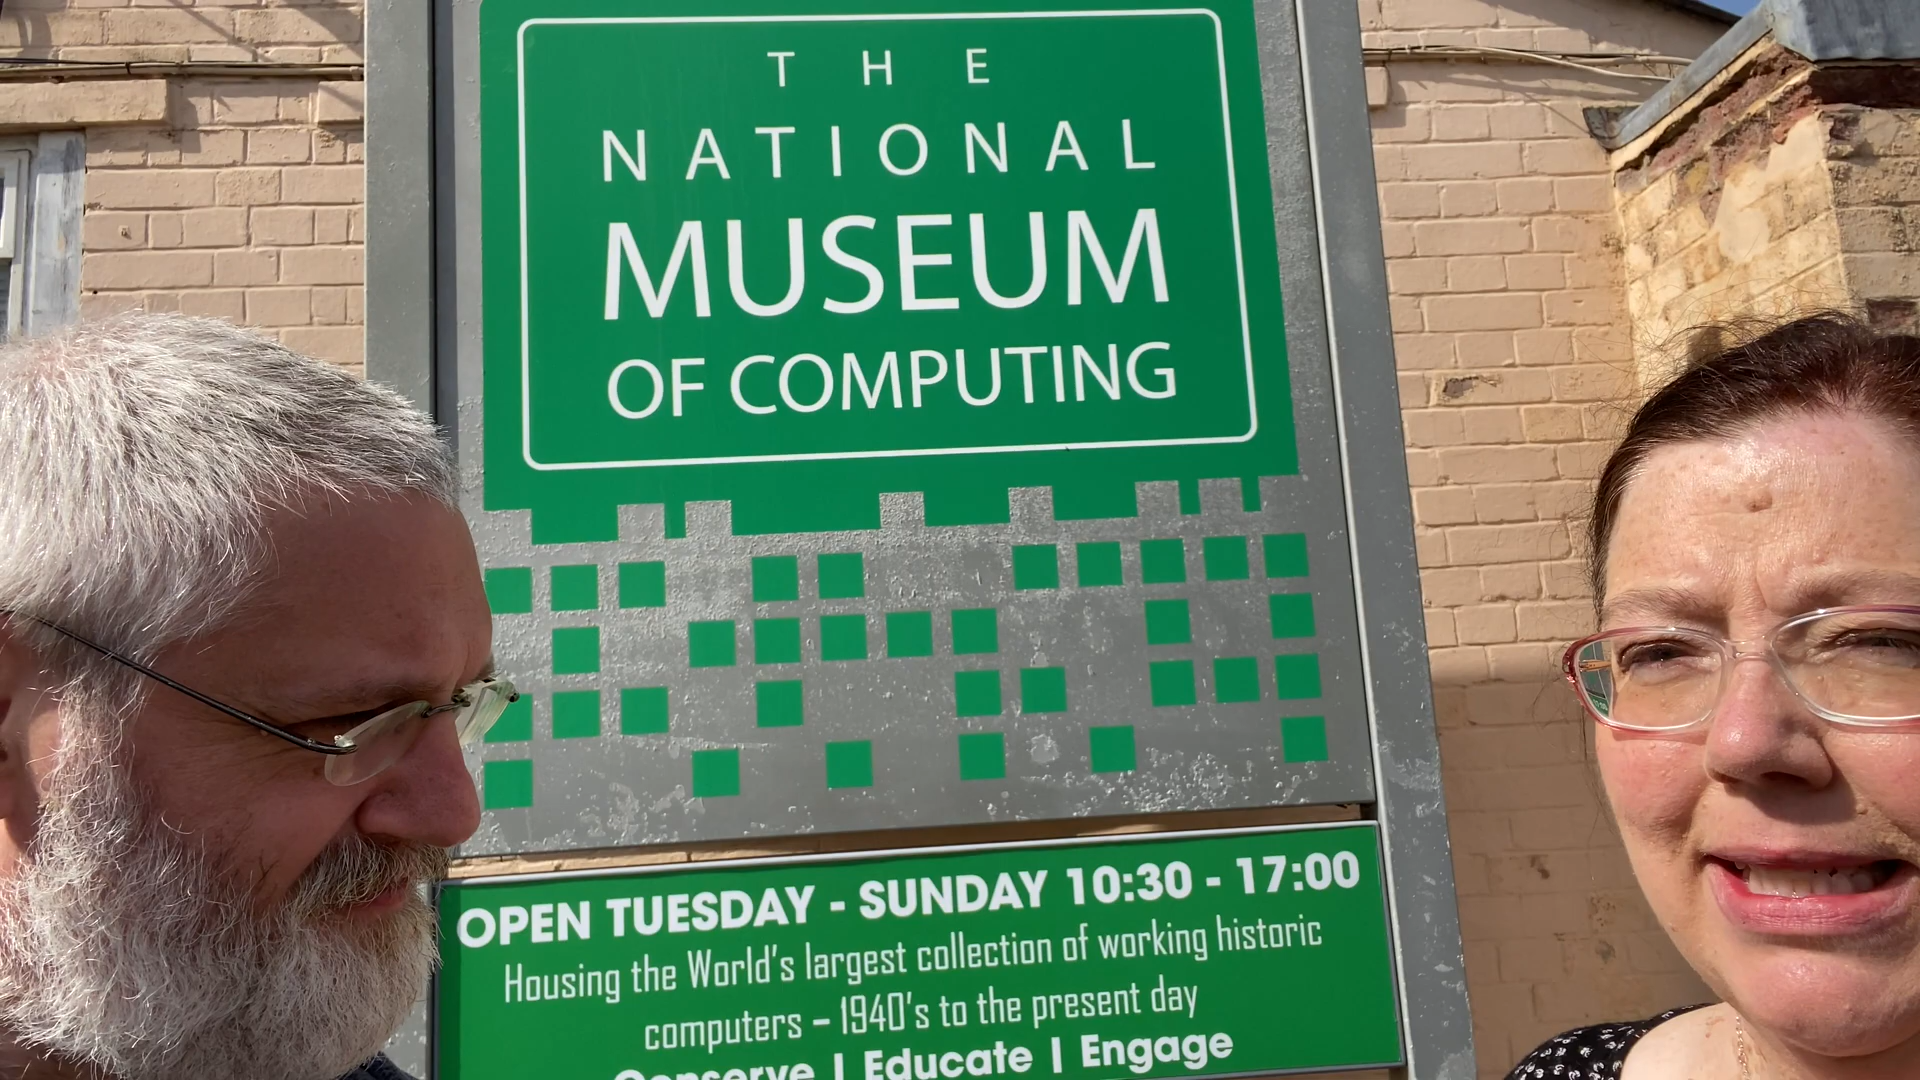 THE
NATIONAL
MUSEUM
OF COMPUTING
OPEN TUESDAY - SUNDAY 10:30 - 17:00
Housing the World's largest collection of working historic
computers – 1940's to the present day
Conserve | Educate | Engage